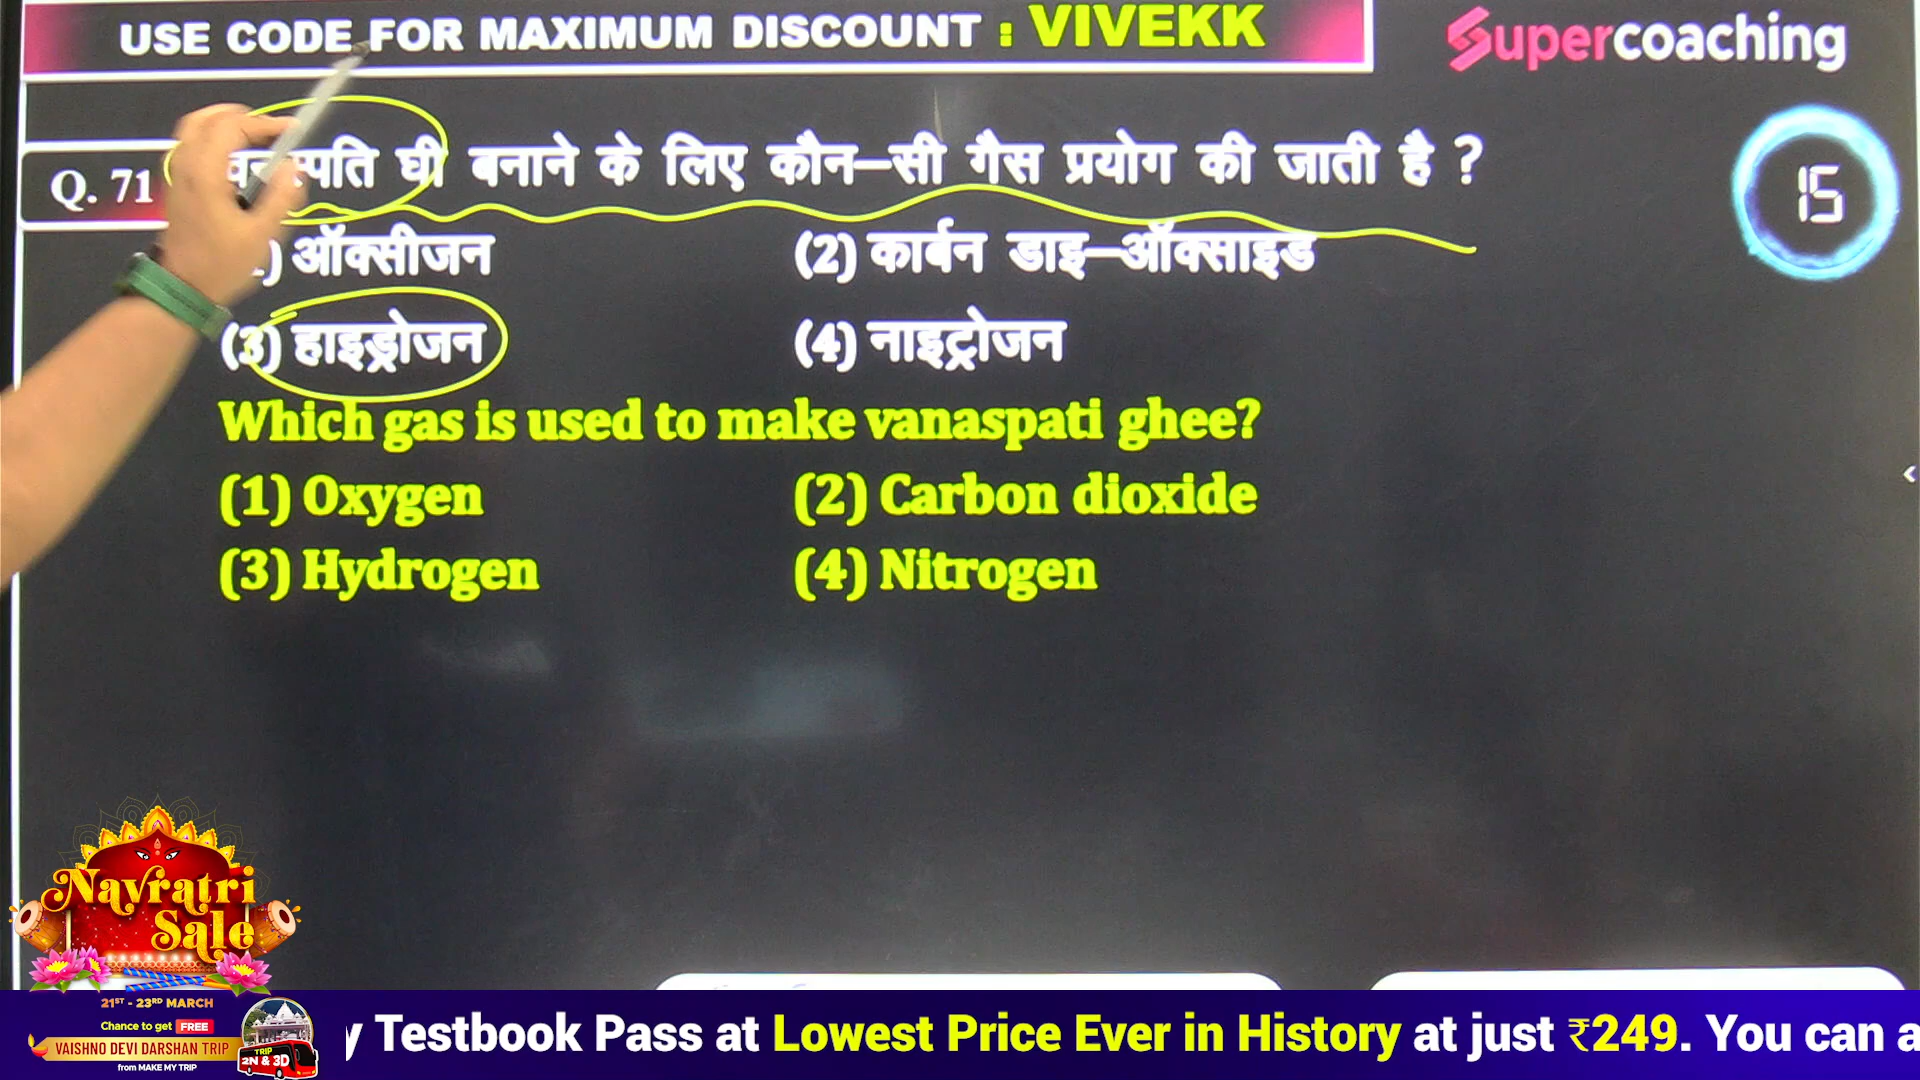 USE CODE FOR MAXIMUM DISCOUNT : VIVEKK
Supercoaching
Q. 71
वनस्पति घी बनाने के लिए कौन–सी गैस प्रयोग की जाती है ?
15
ऑक्सीजन (2) कार्बन डाइ–ऑक्साइड
(3) हाइड्रोजन (4) नाइट्रोजन
Which gas is used to make vanaspati ghee?
(1) Oxygen (2) Carbon dioxide
(3) Hydrogen (4) Nitrogen
Navratri
Sale
21ST - 23RD MARCH
Chance to get FREE
VAISHNO DEVI DARSHAN TRIP
from MAKE MY TRIP
TRIP
2N & 3D
y Testbook Pass at Lowest Price Ever in History at just ₹249. You can a